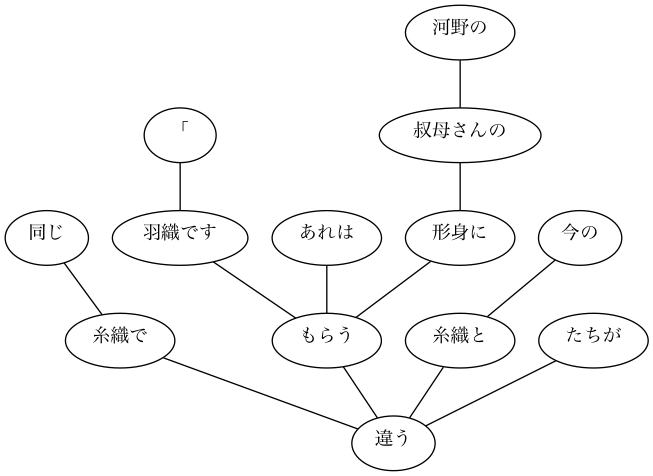 河野の
「 叔母さんの
同じ 羽織です あれは 形身に 今の
糸織で もらう 糸織と たちが
違う